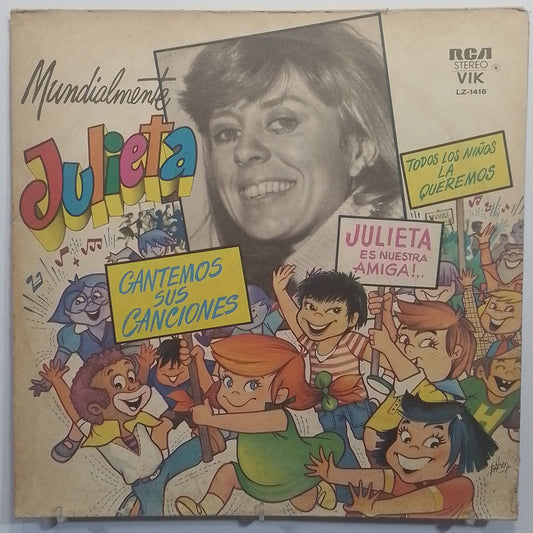 Mundialmente
Julieta
RCA
STEREO
VIK
LZ-1416
TODOS LOS NIÑOS
LA
QUEREMOS
VIVA!
JULIETA
ES NUESTRA
AMIGA!..
CANTEMOS
SUS
CANCIONES
H